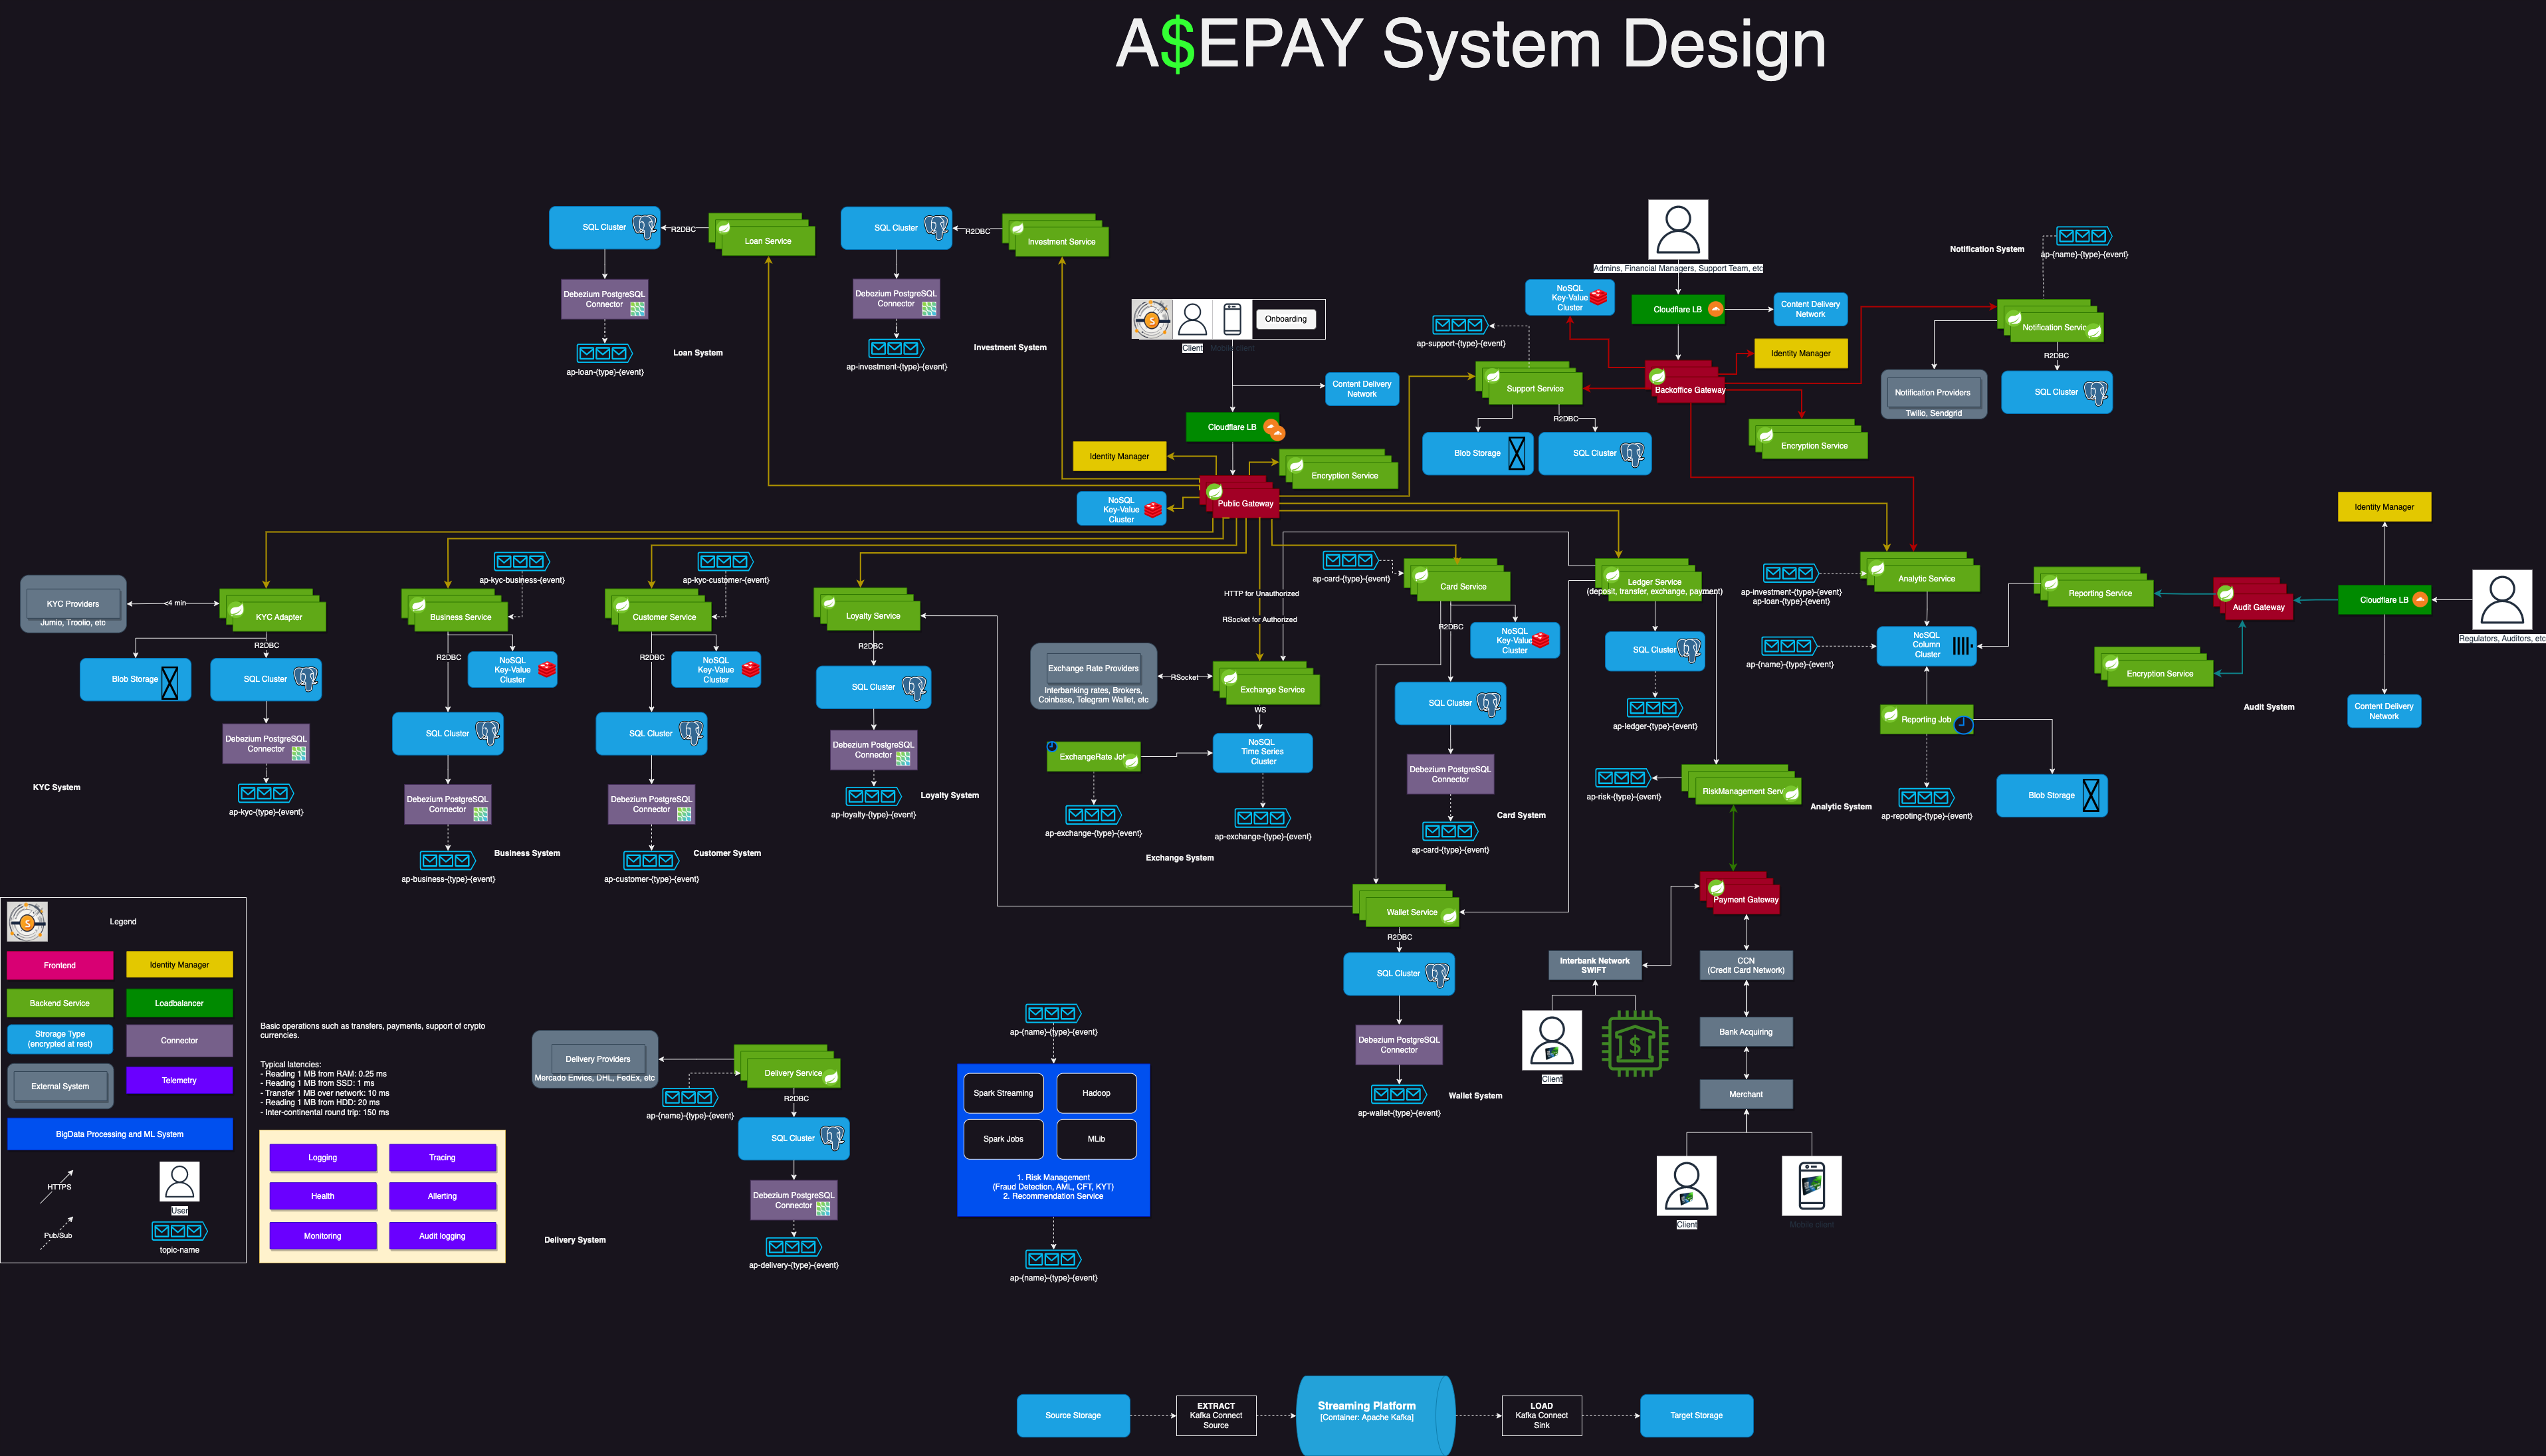 A$EPAY System Design
SQL Cluster
R2DBC
Loan Service
Debezium PostgreSQL
Connector
ap-loan-{type}-{event}
Loan System
SQL Cluster
R2DBC
Investment Service
Debezium PostgreSQL
Connector
ap-investment-{type}-{event}
Investment System
Onboarding
Client
Mobile client
Content Delivery
Network
Cloudflare LB
Identity Manager
Encryption Service
NoSQL
Key-Value
Cluster
Public Gateway
Admins, Financial Managers, Support Team, etc
NoSQL
Key-Value
Cluster
Cloudflare LB
Content Delivery
Network
ap-support-{type}-{event}
Identity Manager
Support Service
Backoffice Gateway
R2DBC
Blob Storage
SQL Cluster
Encryption Service
Notification System
ap-{name}-{type}-{event}
Notification Servic
R2DBC
Notification Providers
Twilio, Sendgrid
SQL Cluster
KYC Providers
Jumio, Troolio, etc
<4 min
KYC Adapter
R2DBC
Blob Storage
SQL Cluster
Debezium PostgreSQL
Connector
ap-kyc-{type}-{event}
KYC System
ap-kyc-business-{event}
Business Service
R2DBC
NoSQL
Key-Value
Cluster
SQL Cluster
Debezium PostgreSQL
Connector
ap-business-{type}-{event}
Business System
ap-kyc-customer-{event}
Customer Service
R2DBC
NoSQL
Key-Value
Cluster
SQL Cluster
Debezium PostgreSQL
Connector
ap-customer-{type}-{event}
Customer System
Loyalty Service
R2DBC
SQL Cluster
Debezium PostgreSQL
Connector
ap-loyalty-{type}-{event}
Loyalty System
HTTP for Unauthorized
RSocket for Authorized
Exchange Rate Providers
Interbanking rates, Brokers,
Coinbase, Telegram Wallet, etc
RSocket
Exchange Service
WS
ExchangeRate Job
NoSQL
Time Series
Cluster
ap-exchange-{type}-{event}
ap-exchange-{type}-{event}
Exchange System
ap-card-{type}-{event}
Card Service
R2DBC
NoSQL
Key-Value
Cluster
SQL Cluster
Debezium PostgreSQL
Connector
ap-card-{type}-{event}
Card System
Ledger Service
(deposit, transfer, exchange, payment)
SQL Cluster
ap-ledger-{type}-{event}
ap-risk-{type}-{event}
RiskManagement Serv
ap-investment-{type}-{event}
ap-loan-{type}-{event}
Analytic Service
ap-{name}-{type}-{event}
NoSQL
Column
Cluster
Reporting Job
ap-repoting-{type}-{event}
Blob Storage
Analytic System
Reporting Service
Audit Gateway
Encryption Service
Audit System
Identity Manager
Cloudflare LB
Content Delivery
Network
Regulators, Auditors, etc
Wallet Service
R2DBC
SQL Cluster
Debezium PostgreSQL
Connector
ap-wallet-{type}-{event}
Wallet System
Payment Gateway
Interbank Network
SWIFT
Client
CCN
(Credit Card Network)
Bank Acquiring
Merchant
Client
Mobile client
Legend
Frontend
Identity Manager
Backend Service
Loadbalancer
Strorage Type
(encrypted at rest)
Connector
External System
Telemetry
BigData Processing and ML System
HTTPS
User
Pub/Sub
topic-name
Basic operations such as transfers, payments, support of crypto
currencies.
Typical latencies:
- Reading 1 MB from RAM: 0.25 ms
- Reading 1 MB from SSD: 1 ms
- Transfer 1 MB over network: 10 ms
- Reading 1 MB from HDD: 20 ms
- Inter-continental round trip: 150 ms
Logging
Tracing
Health
Allerting
Monitoring
Audit logging
Delivery Providers
Mercado Envios, DHL, FedEx, etc
Delivery Service
ap-{name}-{type}-{event}
R2DBC
SQL Cluster
Debezium PostgreSQL
Connector
ap-delivery-{type}-{event}
Delivery System
ap-{name}-{type}-{event}
Spark Streaming
Hadoop
Spark Jobs
MLib
1. Risk Management
(Fraud Detection, AML, CFT, KYT)
2. Recommendation Service
ap-{name}-{type}-{event}
Source Storage
EXTRACT
Kafka Connect
Source
Streaming Platform
[Container: Apache Kafka]
LOAD
Kafka Connect
Sink
Target Storage